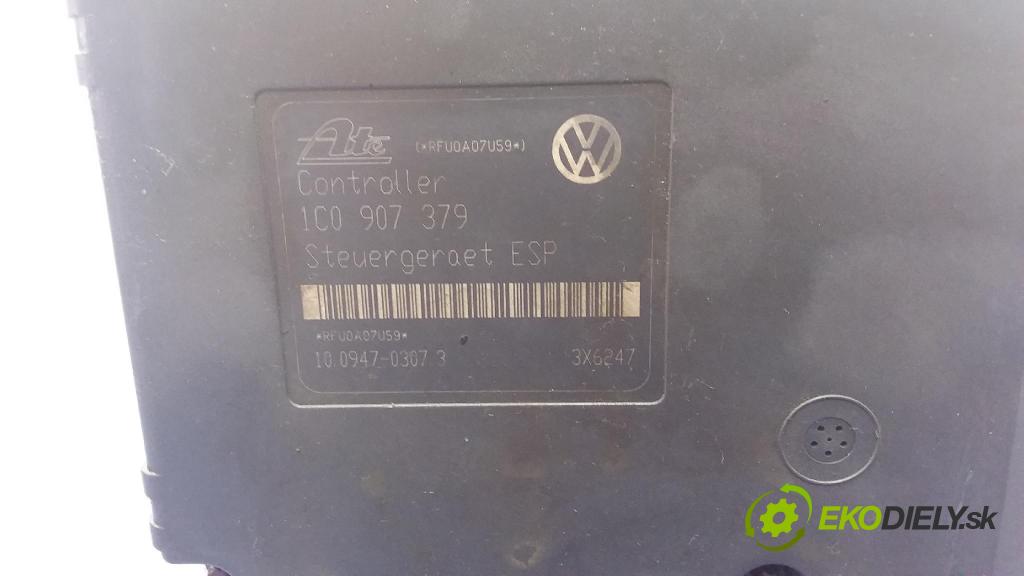 Ate (*RFU0A07U59*)
Controller
1C0 907 379
Steuergeraet ESP
*RFU0A07U59*
10.0947-0307.3 3X6247
EKODIELY.sk